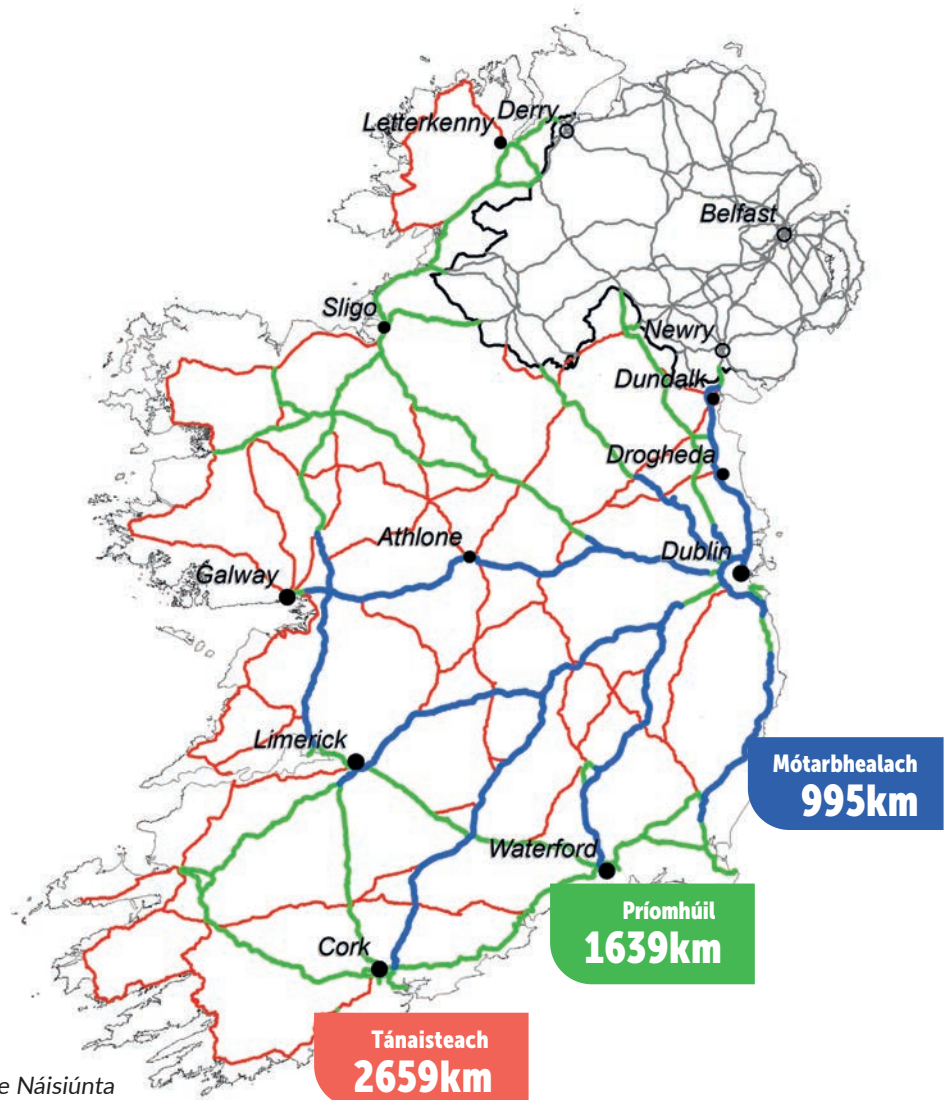 Derry
Letterkenny
Belfast
Sligo
Newry
Dundalk
Drogheda
Athlone
Dublin
Galway
Limerick
Mótarbhealach
995km
Waterford
Príomhúil
1639km
Cork
Tánaisteach
2659km
Náisiúnta